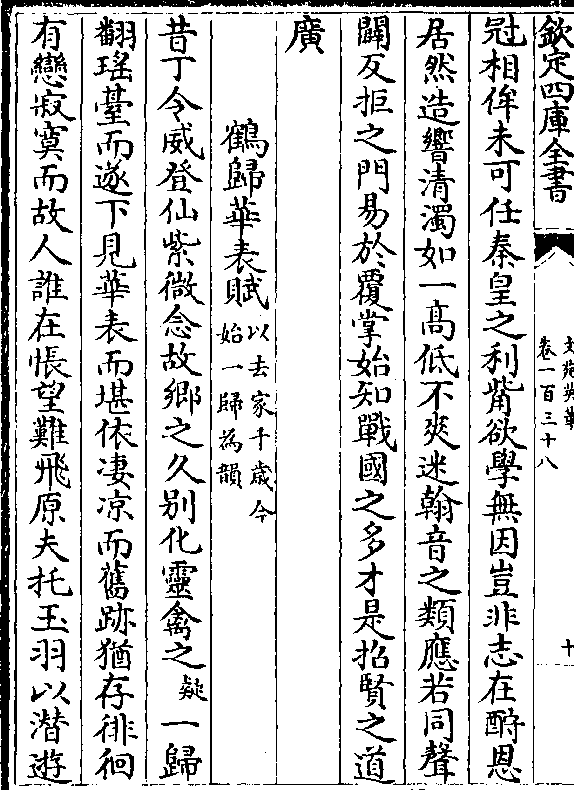 欽定四庫全書
文苑英華
卷一百三十八
十
冠相侔未可任秦皇之利觜欲學無因豈非志在酧恩
居然造響清濁如一高低不爽迷翰音之類應若同聲
闢反拒之門易於覆掌始知戰國之多才是招賢之道
廣
鶴歸華表賦以去家千歳今
始一歸為韻
昔丁令威登仙紫微念故鄉之久别化靈禽之疑一歸
翻瑤臺而遂下見華表而堪依凄凉而舊跡猶存徘徊
有戀寂寞而故人誰在悵望難飛原夫托玉羽以潜遊